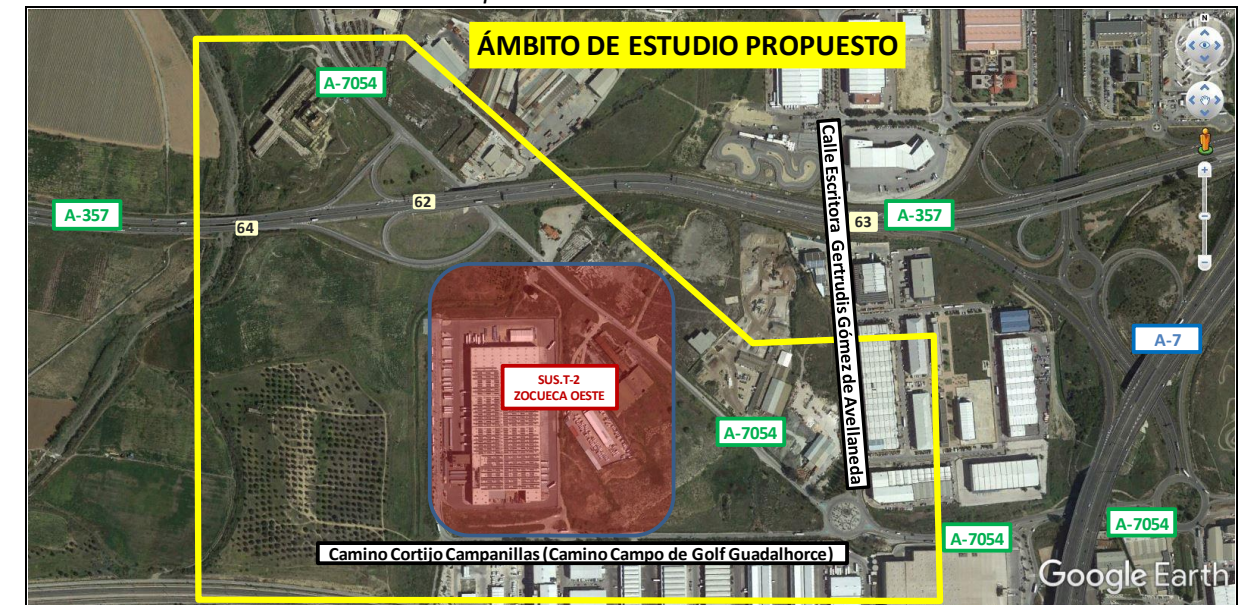 ÁMBITO DE ESTUDIO PROPUESTO
N
A-7054
A-357
64
62
63
A-357
Calle Escritora Gertrudis Gómez de Avellaneda
A-7
SUS.T-2
ZOCUECA OESTE
A-7054
A-7054
A-7054
Camino Cortijo Campanillas (Camino Campo de Golf Guadalhorce)
Google Earth